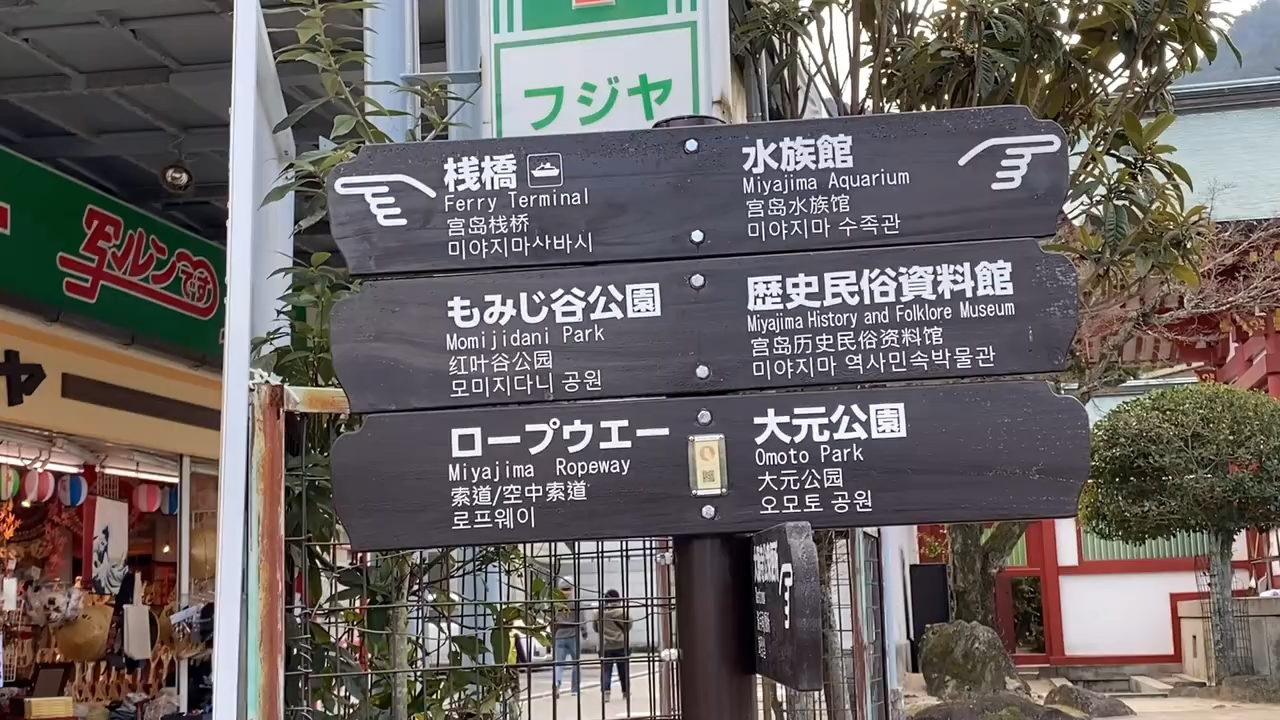 フジヤ
写ルンです
ヤ
桟橋
Ferry Terminal
宫岛栈桥
미야지마사바시
水族館
Miyajima Aquarium
宫岛水族馆
미야지마 수족관
もみじ谷公園
Momijidani Park
红叶谷公园
모미지다니 공원
歴史民俗資料館
Miyajima History and Folklore Museum
宫岛历史民俗资料馆
미야지마 역사민속박물관
ロープウエー
Miyajima Ropeway
索道/空中索道
로프웨이
大元公園
Omoto Park
大元公园
오모토 공원